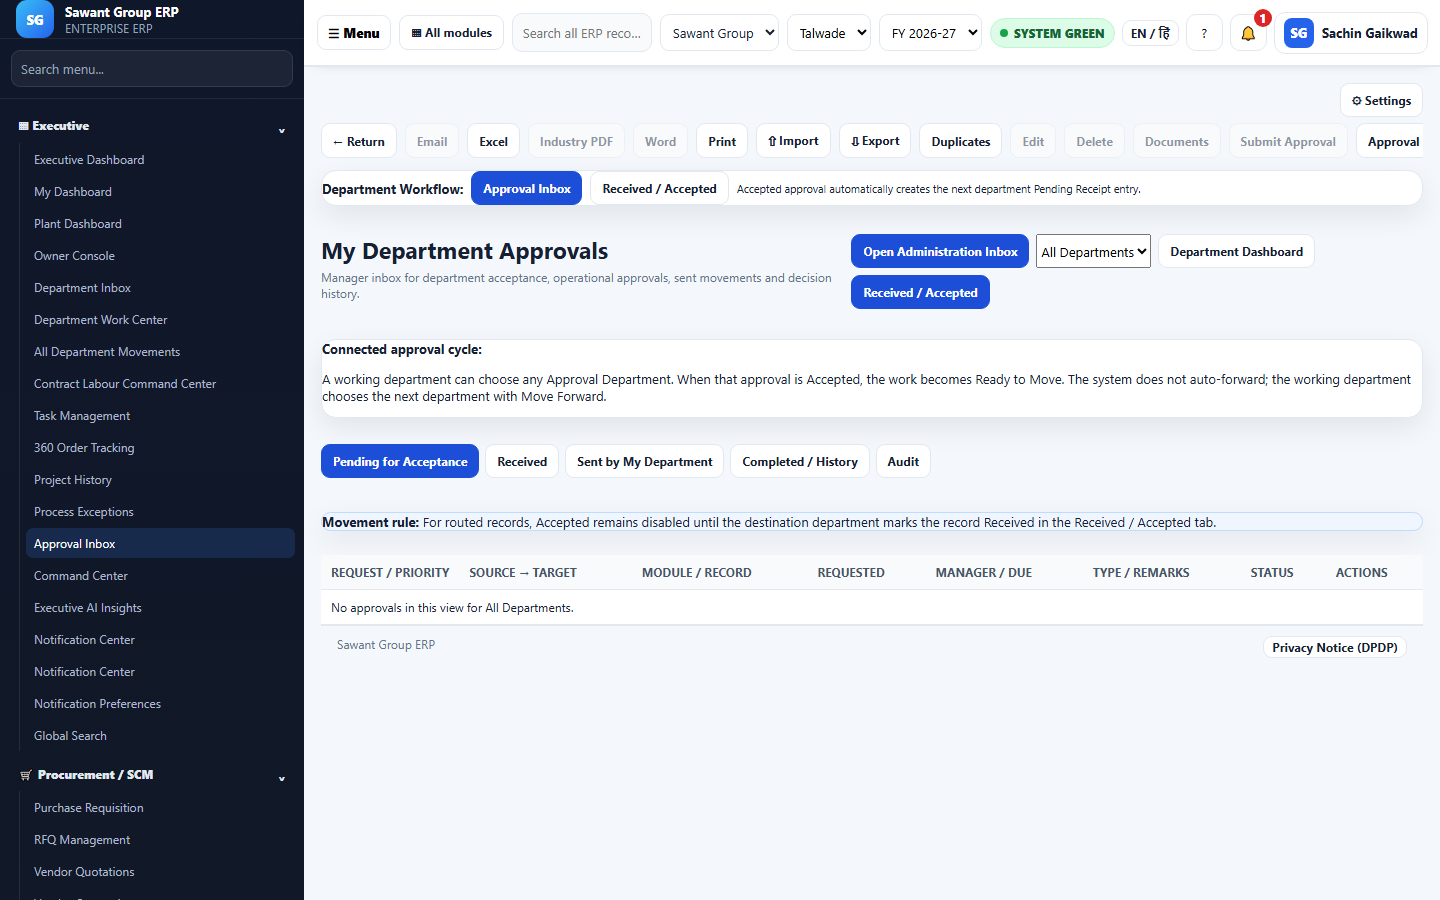 SG
Sawant Group ERP
ENTERPRISE ERP
Search menu...
Executive
Executive Dashboard
My Dashboard
Plant Dashboard
Owner Console
Department Inbox
Department Work Center
All Department Movements
Contract Labour Command Center
Task Management
360 Order Tracking
Project History
Process Exceptions
Approval Inbox
Command Center
Executive AI Insights
Notification Center
Notification Center
Notification Preferences
Global Search
Procurement / SCM
Purchase Requisition
RFQ Management
Vendor Quotations
☰ Menu
All modules
Search all ERP reco...
Sawant Group
Talwade
FY 2026-27
SYSTEM GREEN
EN / हिं
?
1
SG
Sachin Gaikwad
⚙ Settings
← Return
Email
Excel
Industry PDF
Word
Print
⇧ Import
⇩ Export
Duplicates
Edit
Delete
Documents
Submit Approval
Approval
Department Workflow:
Approval Inbox
Received / Accepted
Accepted approval automatically creates the next department Pending Receipt entry.
My Department Approvals
Manager inbox for department acceptance, operational approvals, sent movements and decision
history.
Open Administration Inbox
All Departments
Department Dashboard
Received / Accepted
Connected approval cycle:
A working department can choose any Approval Department. When that approval is Accepted, the work becomes Ready to Move. The system does not auto-forward; the working department
chooses the next department with Move Forward.
Pending for Acceptance
Received
Sent by My Department
Completed / History
Audit
Movement rule: For routed records, Accepted remains disabled until the destination department marks the record Received in the Received / Accepted tab.
REQUEST / PRIORITY
SOURCE → TARGET
MODULE / RECORD
REQUESTED
MANAGER / DUE
TYPE / REMARKS
STATUS
ACTIONS
No approvals in this view for All Departments.
Sawant Group ERP
Privacy Notice (DPDP)